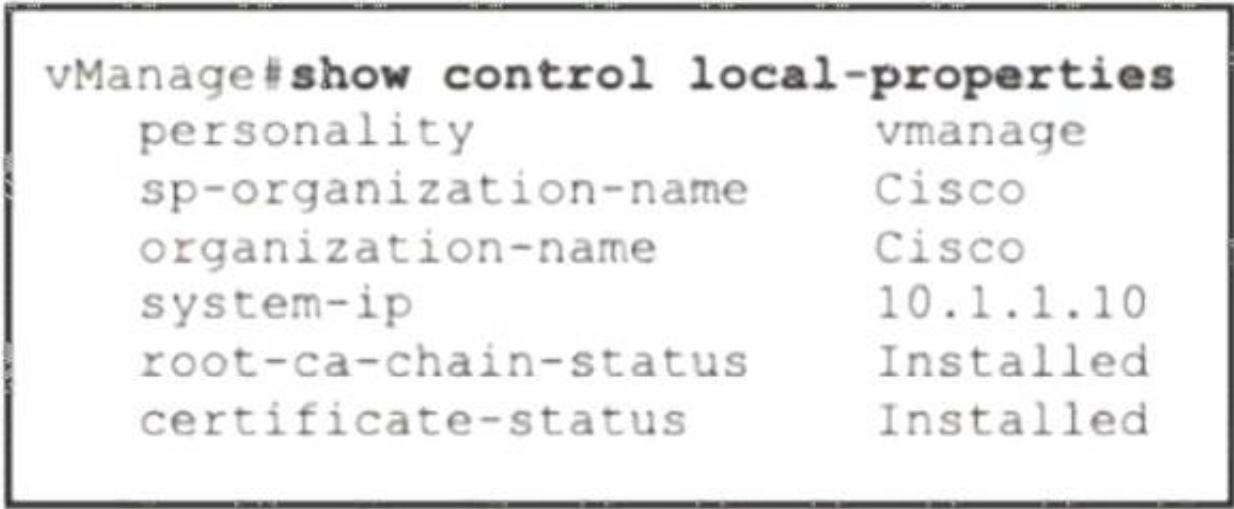 vManage#show control local-properties
personality vmanage
sp-organization-name Cisco
organization-name Cisco
system-ip 10.1.1.10
root-ca-chain-status Installed
certificate-status Installed